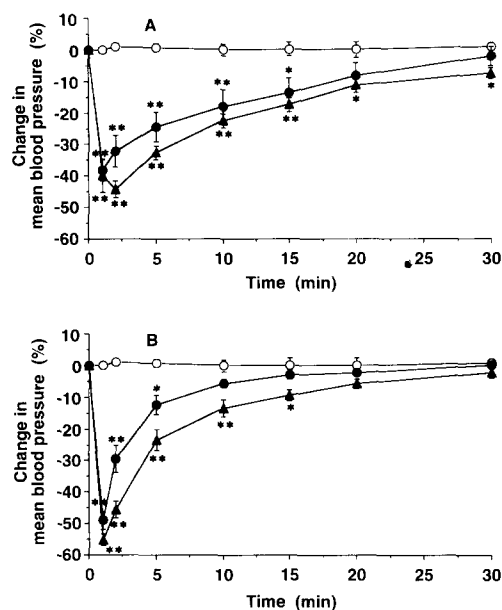 A
Change in
mean blood pressure (%)
10
0
-10
-20
-30
-40
-50
-60
** ** ** ** ** *
** ** ** ** ** * *
0 5 10 15 20 25 30
Time (min)
B
Change in
mean blood pressure (%)
10
0
-10
-20
-30
-40
-50
-60
** ** *
** ** ** ** *
0 5 10 15 20 25 30
Time (min)